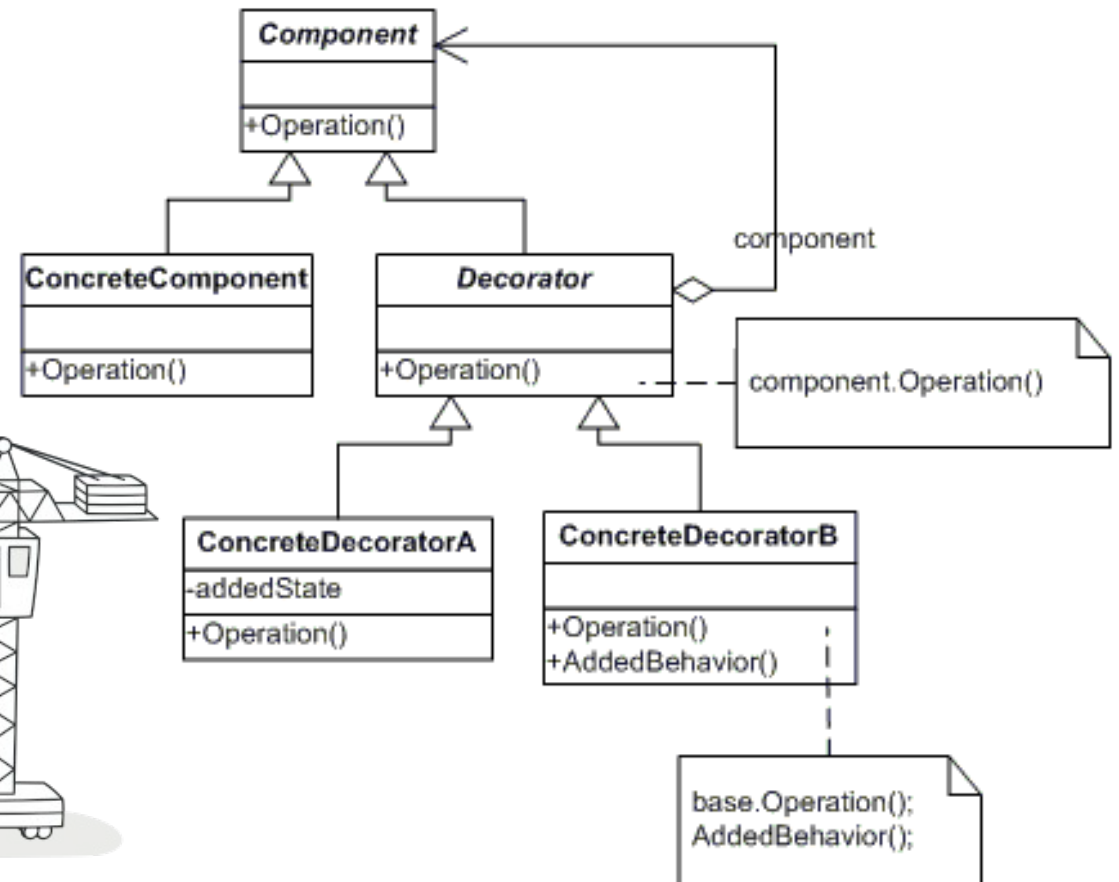 Component
+Operation()
component
ConcreteComponent
+Operation()
Decorator
+Operation()
component.Operation()
ConcreteDecoratorA
-addedState
+Operation()
ConcreteDecoratorB
+Operation()
+AddedBehavior()
base.Operation();
AddedBehavior();